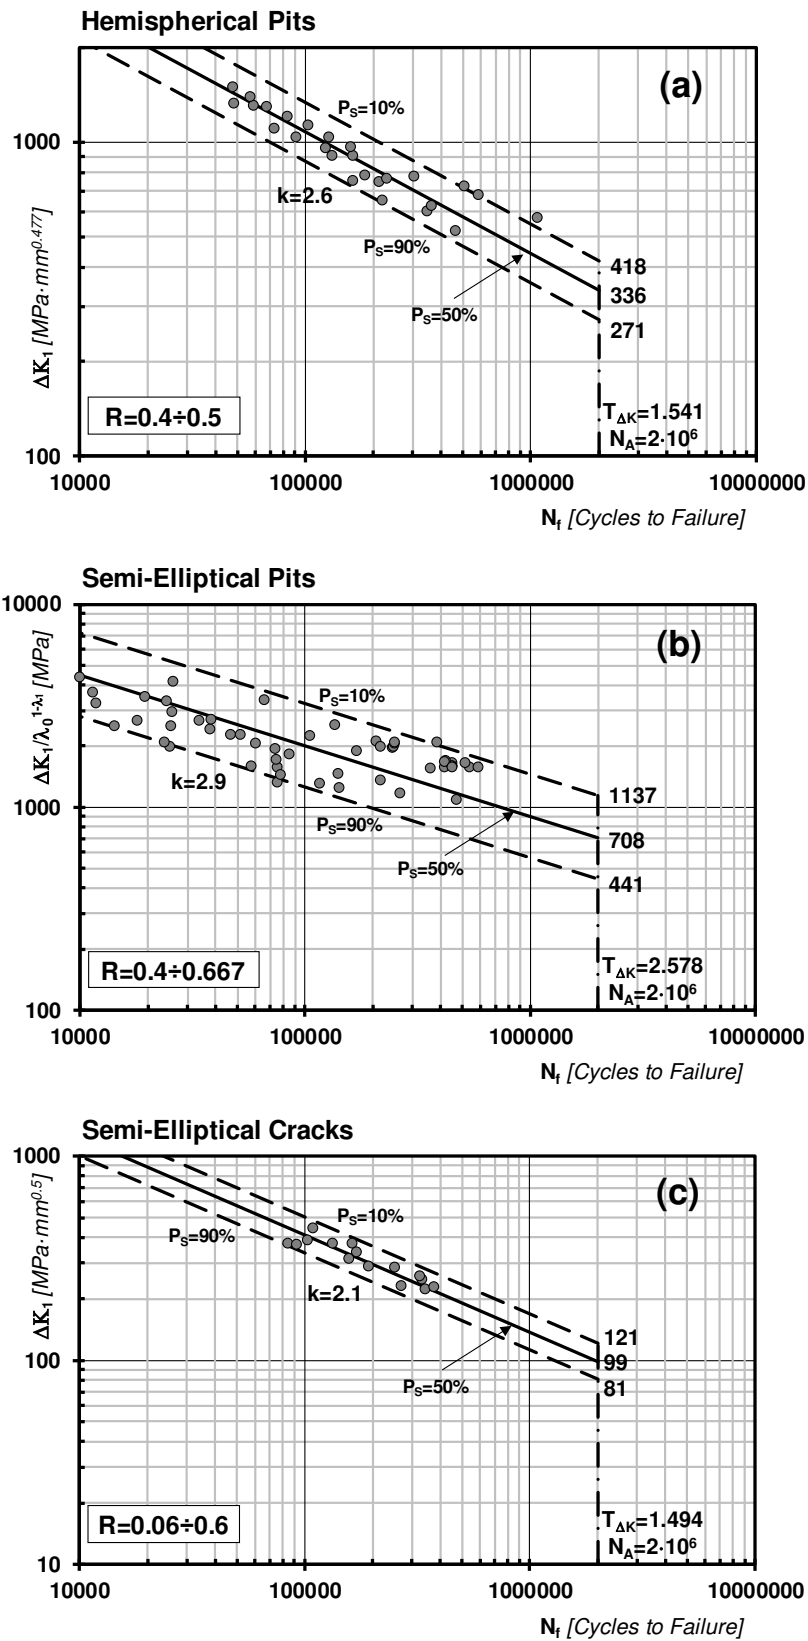 Hemispherical Pits
(a)
1000
P_S=10%
k=2.6
P_S=90%
418
336
P_S=50%
271
ΔK₁ [MPa·mm^0.477]
R=0.4÷0.5
T_ΔK=1.541
N_A=2·10⁶
100
10000 100000 1000000 10000000
N_f [Cycles to Failure]
Semi-Elliptical Pits
10000
(b)
P_S=10%
k=2.9
1137
1000
P_S=90%
708
P_S=50%
441
ΔK₁/λ₀^1-λ₁ [MPa]
R=0.4÷0.667
T_ΔK=2.578
N_A=2·10⁶
100
10000 100000 1000000 10000000
N_f [Cycles to Failure]
Semi-Elliptical Cracks
1000
(c)
P_S=10%
P_S=90%
k=2.1
121
100
99
P_S=50%
81
ΔK₁ [MPa·mm^0.5]
R=0.06÷0.6
T_ΔK=1.494
N_A=2·10⁶
10
10000 100000 1000000 10000000
N_f [Cycles to Failure]